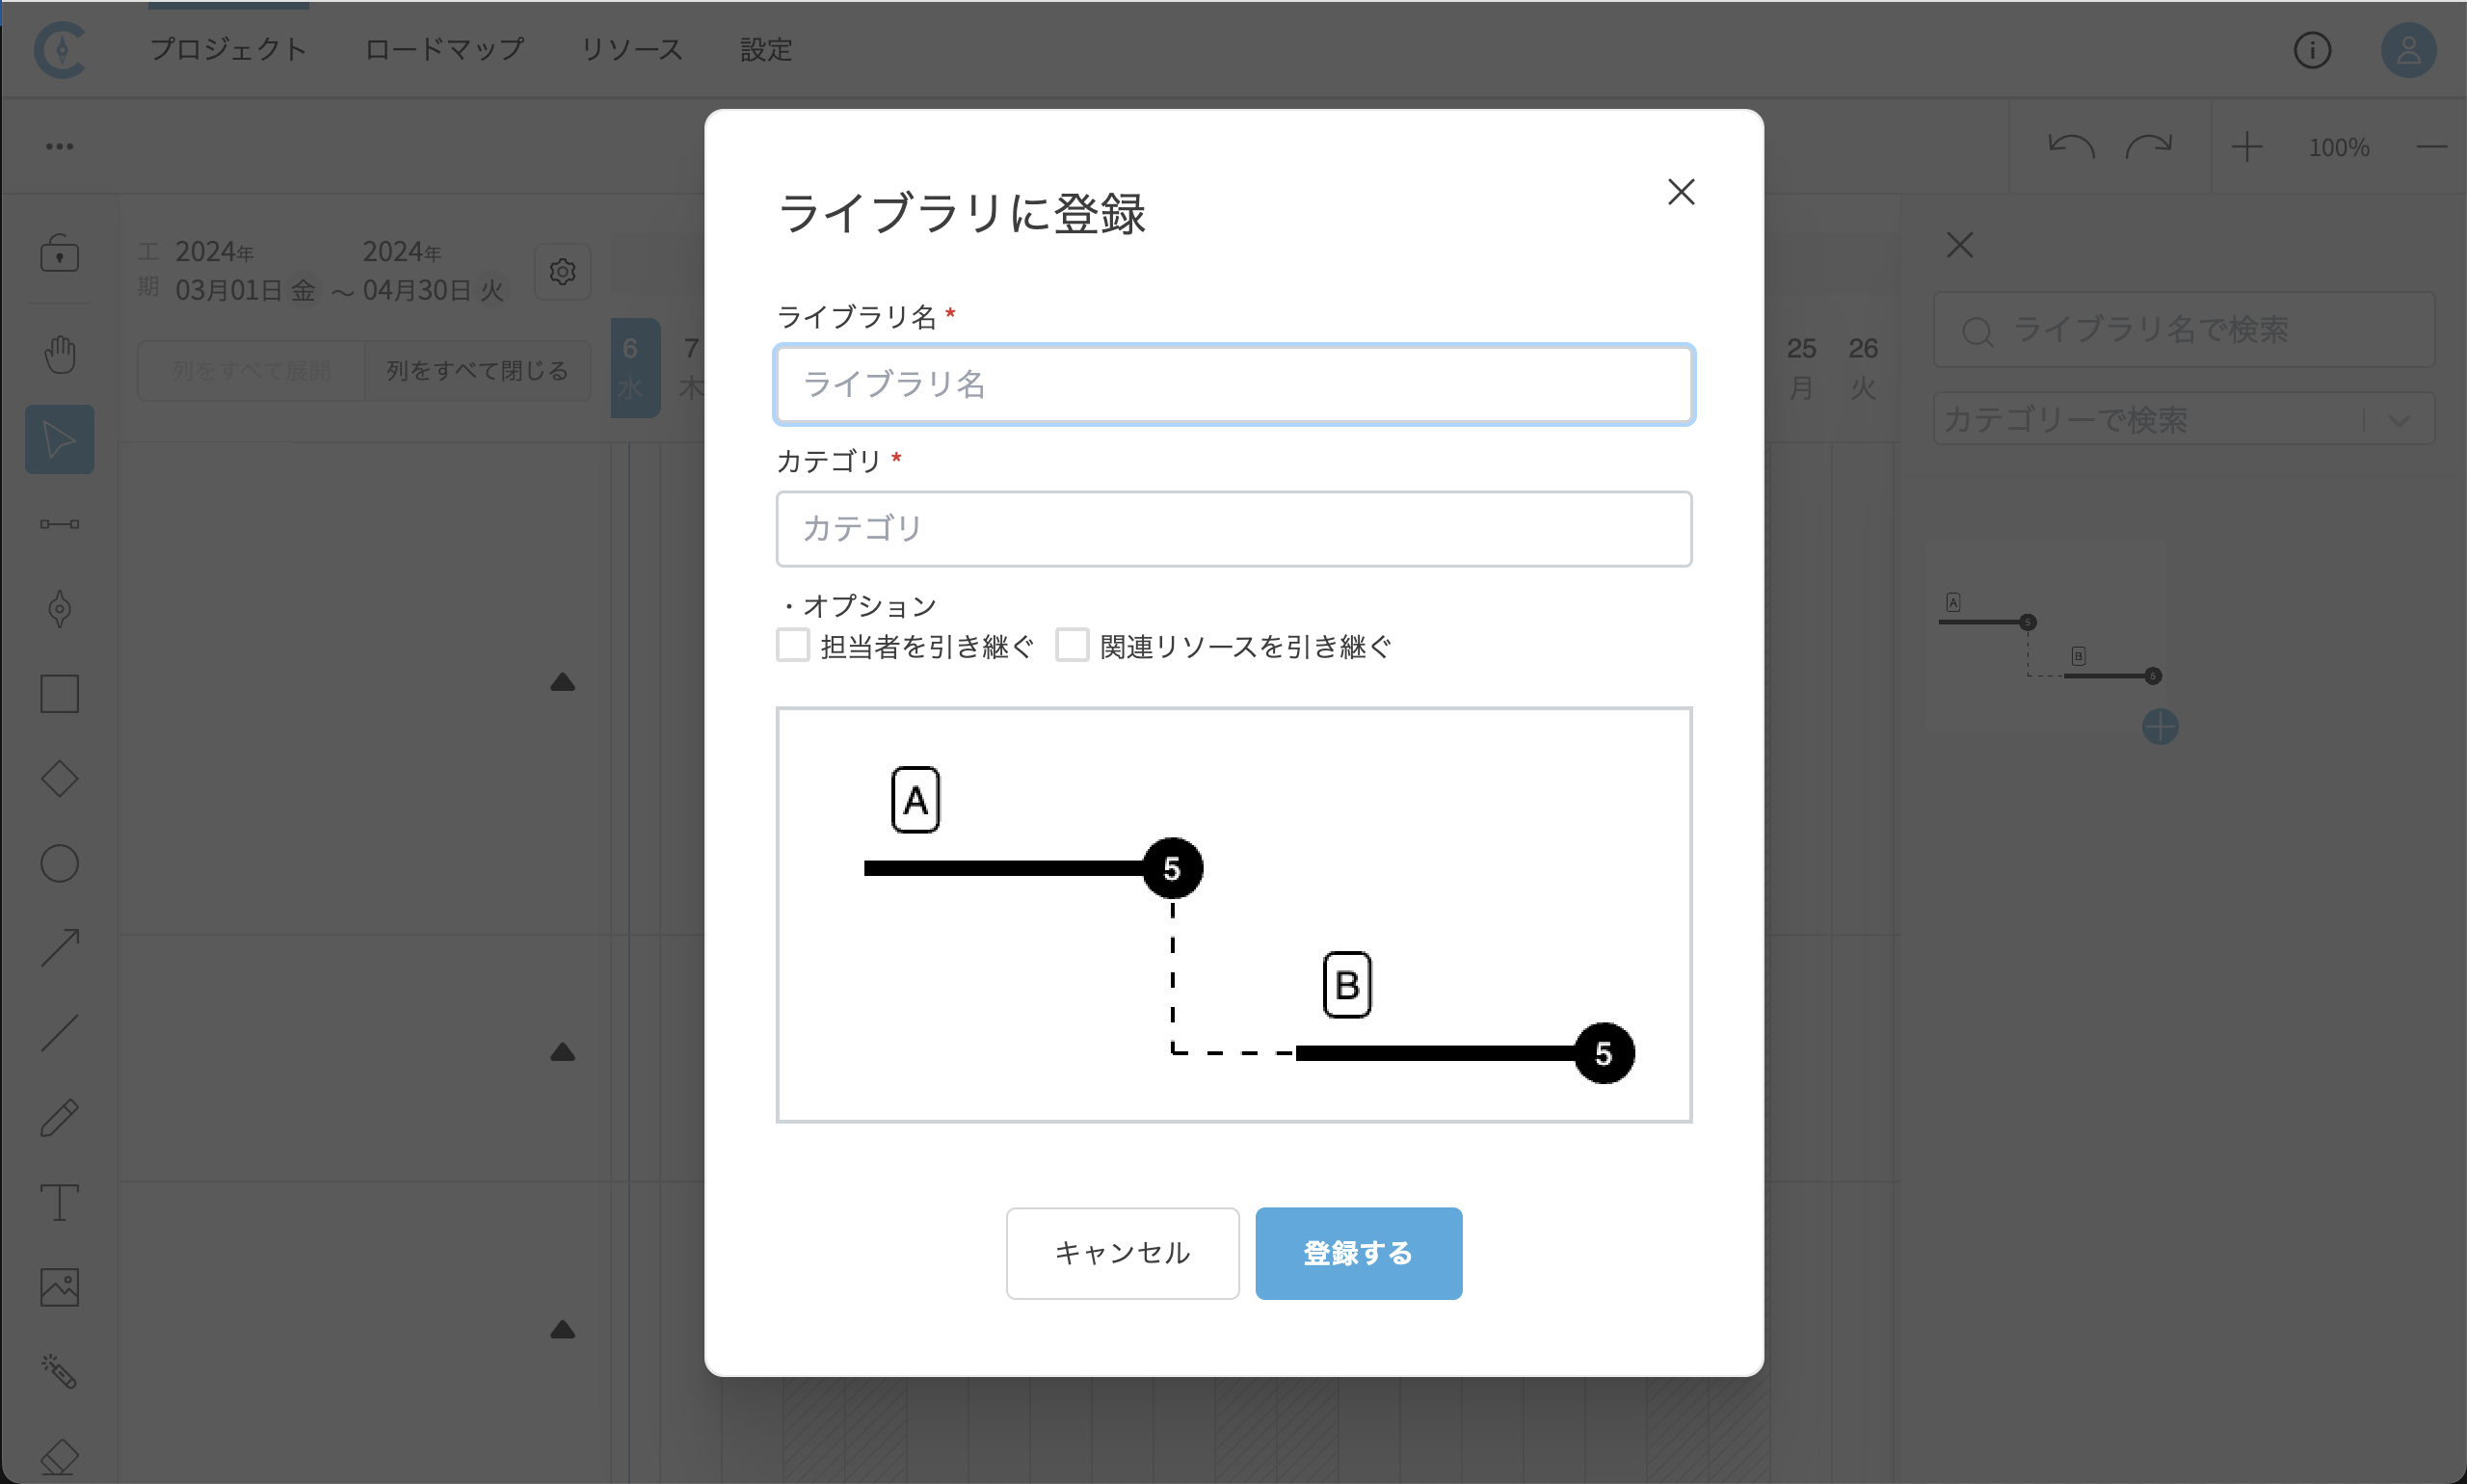 プロジェクト
ロードマップ
リソース
設定
100%
工期
2024年
03月01日 金 ~
2024年
04月30日 火
列をすべて展開
列をすべて閉じる
6
水
7
木
25
月
26
火
ライブラリに登録
ライブラリ名 *
ライブラリ名
カテゴリ *
カテゴリ
・オプション
担当者を引き継ぐ
関連リソースを引き継ぐ
A
5
B
5
キャンセル
登録する
ライブラリ名で検索
カテゴリーで検索
A
5
B
5